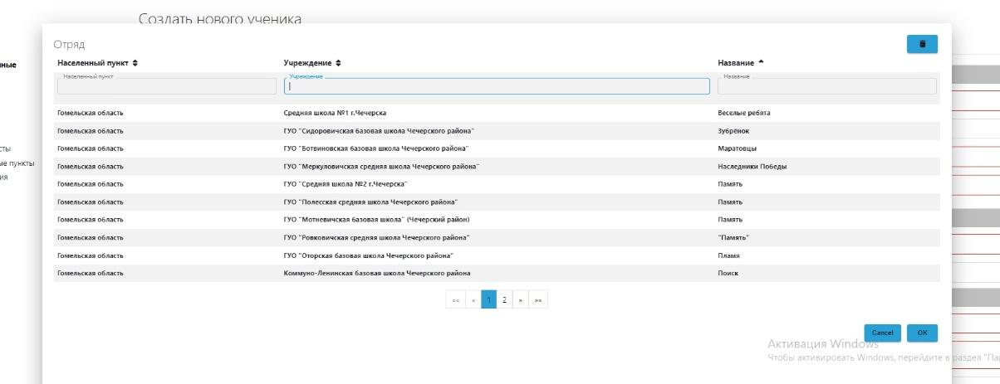 Создать нового ученика
Отряд
Населенный пункт Учреждение Название
Населенный пункт Учреждение Название
Гомельская область Средняя школа №1 г.Чечерска Веселые ребята
Гомельская область ГУО "Сидоровичская базовая школа Чечерского района" Зубрёнок
Гомельская область ГУО "Ботвиновская базовая школа Чечерского района" Маратовцы
Гомельская область ГУО "Меркуловичская средняя школа Чечерского района" Наследники Победы
Гомельская область ГУО "Средняя школа №2 г.Чечерска" Память
Гомельская область ГУО "Полесская средняя школа Чечерского района" Память
Гомельская область ГУО "Мотневичская базовая школа" (Чечерский район) Память
Гомельская область ГУО "Ровковичская средняя школа Чечерского района" "Память"
Гомельская область ГУО "Оторская базовая школа Чечерского района" Пламя
Гомельская область Коммуно-Ленинская базовая школа Чечерского района Поиск
«« « 1 2 » »»
Cancel OK
Активация Windows
Чтобы активировать Windows, перейдите в раздел "Па
ные
сты
ые пункты
ия